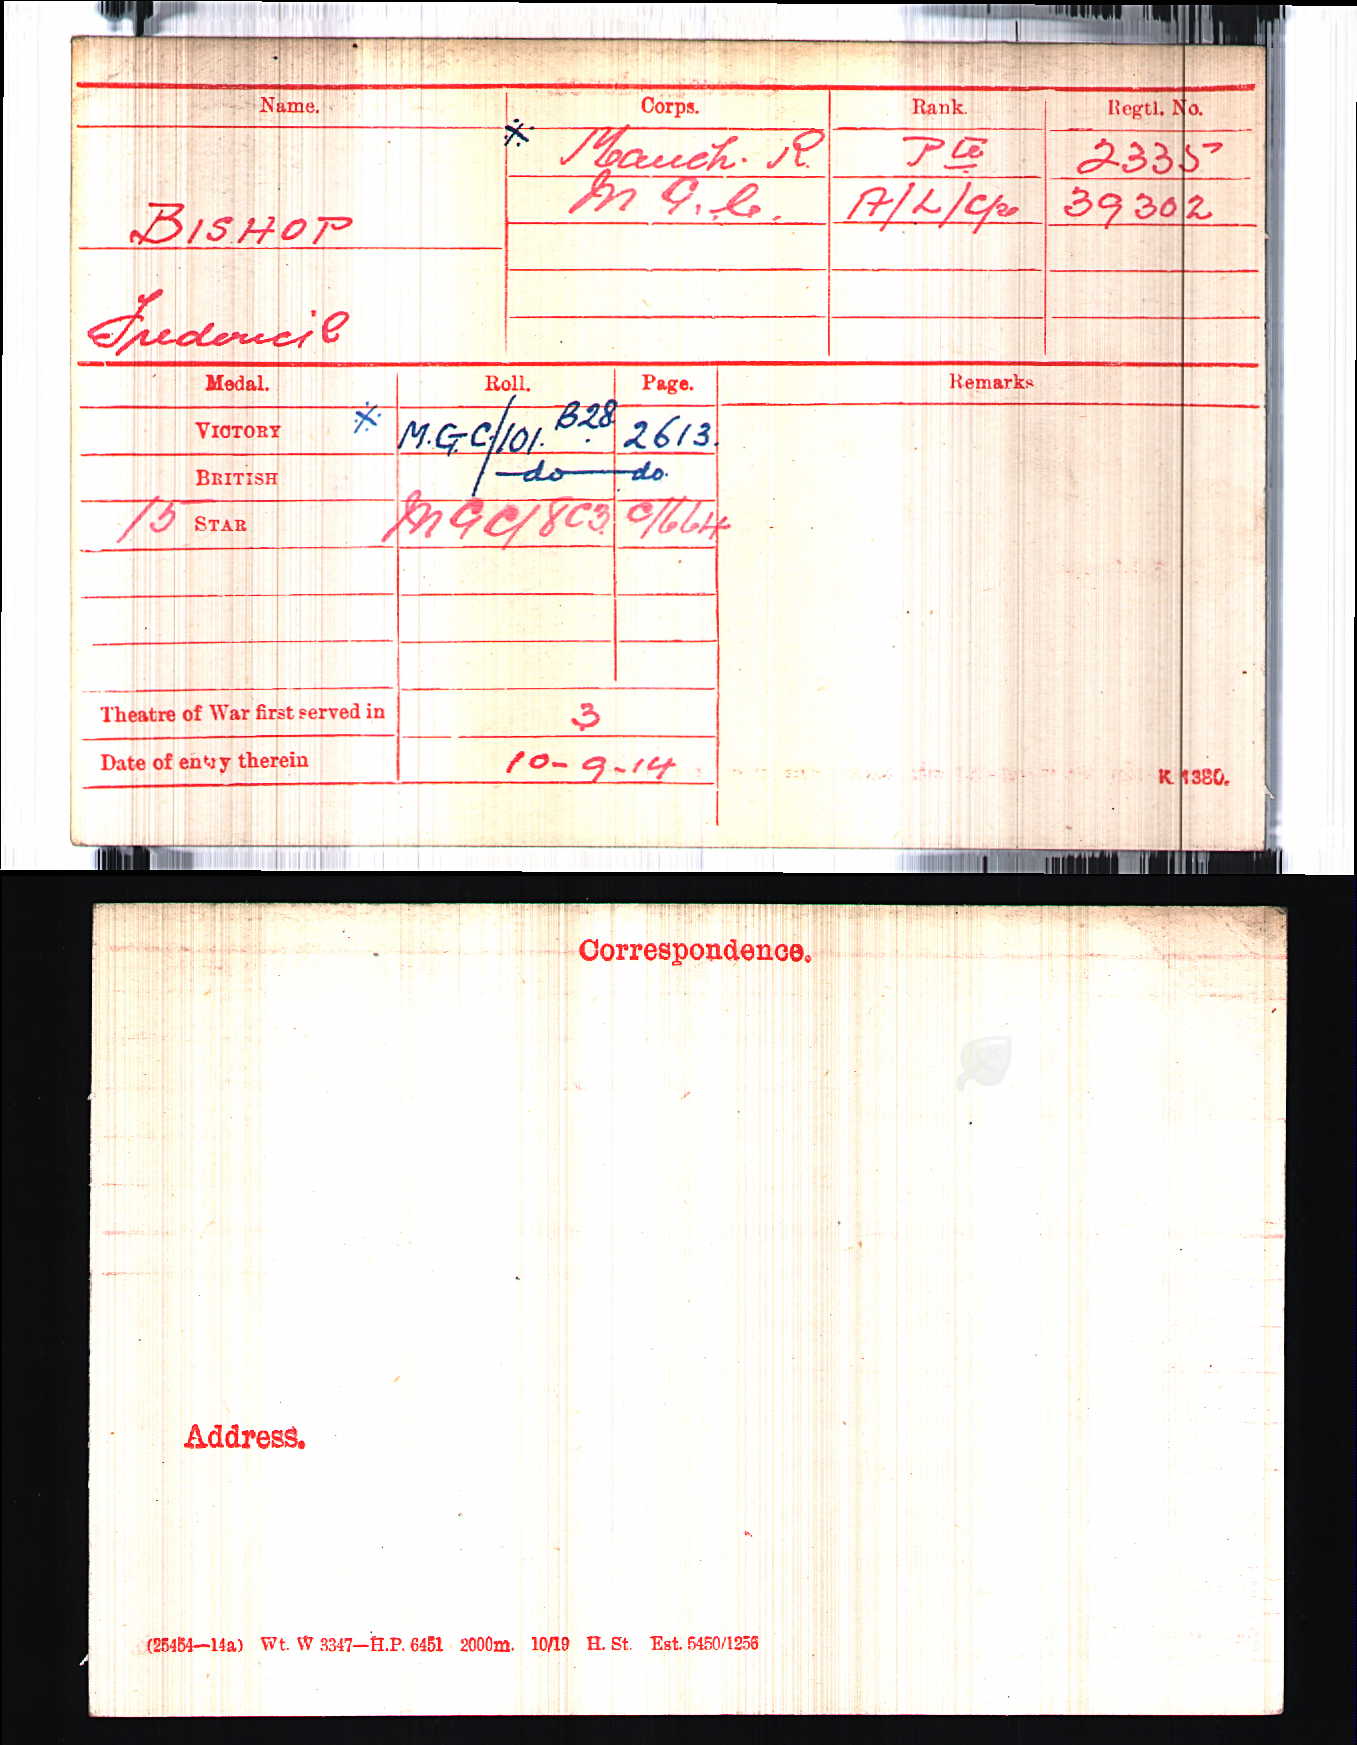 Name. Corps. Rank. Regtl. No.
※ Manch. R. Pte 2335
BISHOP M G. C. A/L/Cpo 39302
Frederick
Medal. Roll. Page. Remarks
VICTORY ※ M.G.C/101. B28 2613.
BRITISH —do— do.
15 STAR MGC/8C3 C/664
Theatre of War first served in 3
Date of entry therein 10-9-14
K 1380.
Correspondence.
Address.
(25454—14a) Wt. W 3347—H.P. 6451 2000m. 10/19 H. St. Est. 5450/1256